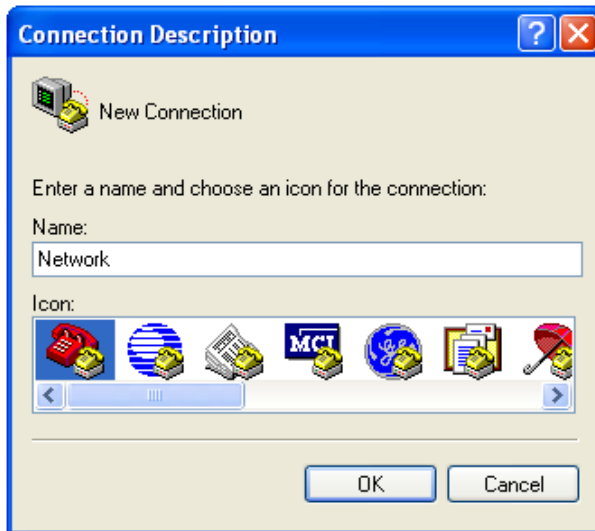 Connection Description
New Connection
Enter a name and choose an icon for the connection:
Name:
Network
Icon:
MCI
OK
Cancel